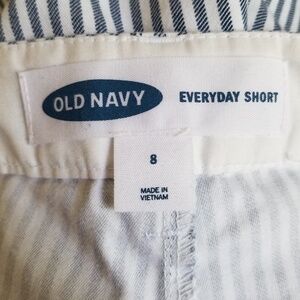 OLD NAVY EVERYDAY SHORT
8
MADE IN
VIETNAM